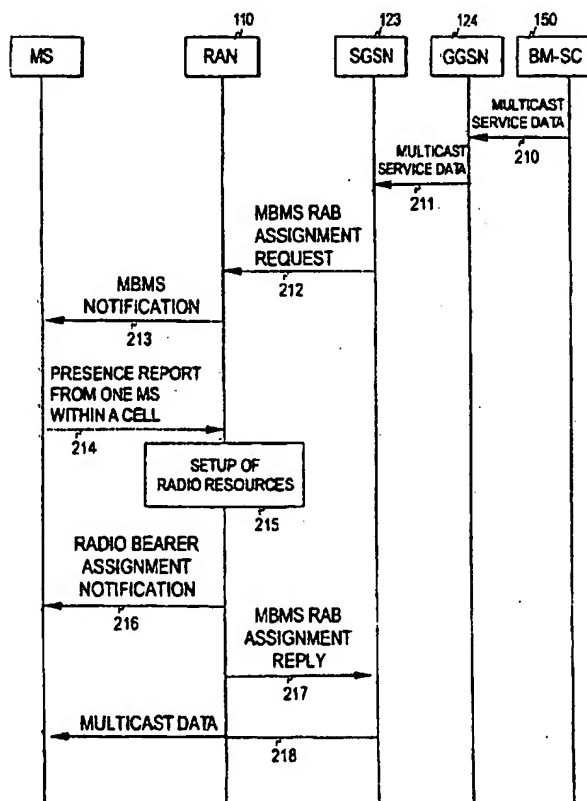 110
123
124
150
MS
RAN
SGSN
GGSN
BM-SC
MULTICAST
SERVICE DATA
210
MULTICAST
SERVICE DATA
211
MBMS RAB
ASSIGNMENT
REQUEST
212
MBMS
NOTIFICATION
213
PRESENCE REPORT
FROM ONE MS
WITHIN A CELL
214
SETUP OF
RADIO RESOURCES
215
RADIO BEARER
ASSIGNMENT
NOTIFICATION
216
MBMS RAB
ASSIGNMENT
REPLY
217
MULTICAST DATA
218